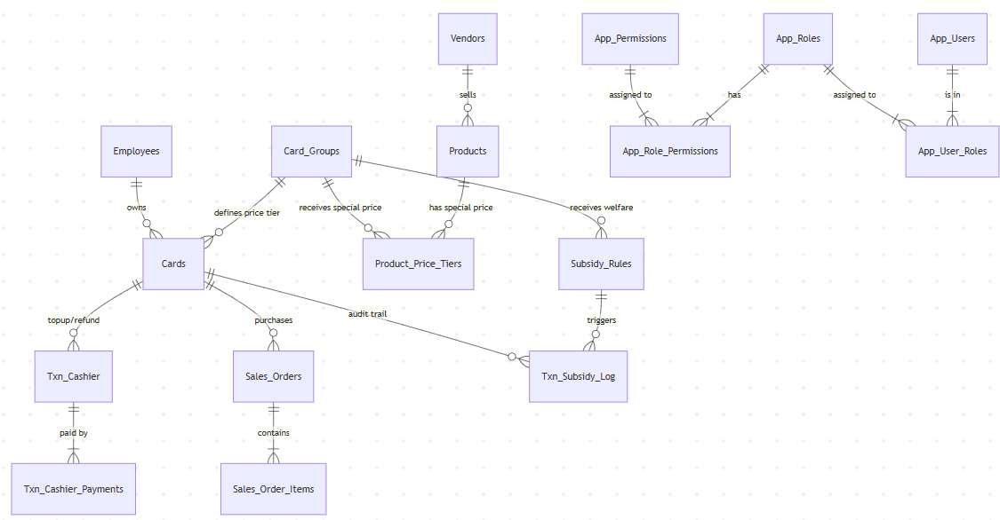 Vendors
App_Permissions
App_Roles
App_Users
sells
assigned to
has
assigned to
is in
Employees
Card_Groups
Products
App_Role_Permissions
App_User_Roles
owns
defines price tier
receives special price
has special price
receives welfare
Cards
Product_Price_Tiers
Subsidy_Rules
topup/refund
purchases
audit trail
triggers
Txn_Cashier
Sales_Orders
Txn_Subsidy_Log
paid by
contains
Txn_Cashier_Payments
Sales_Order_Items